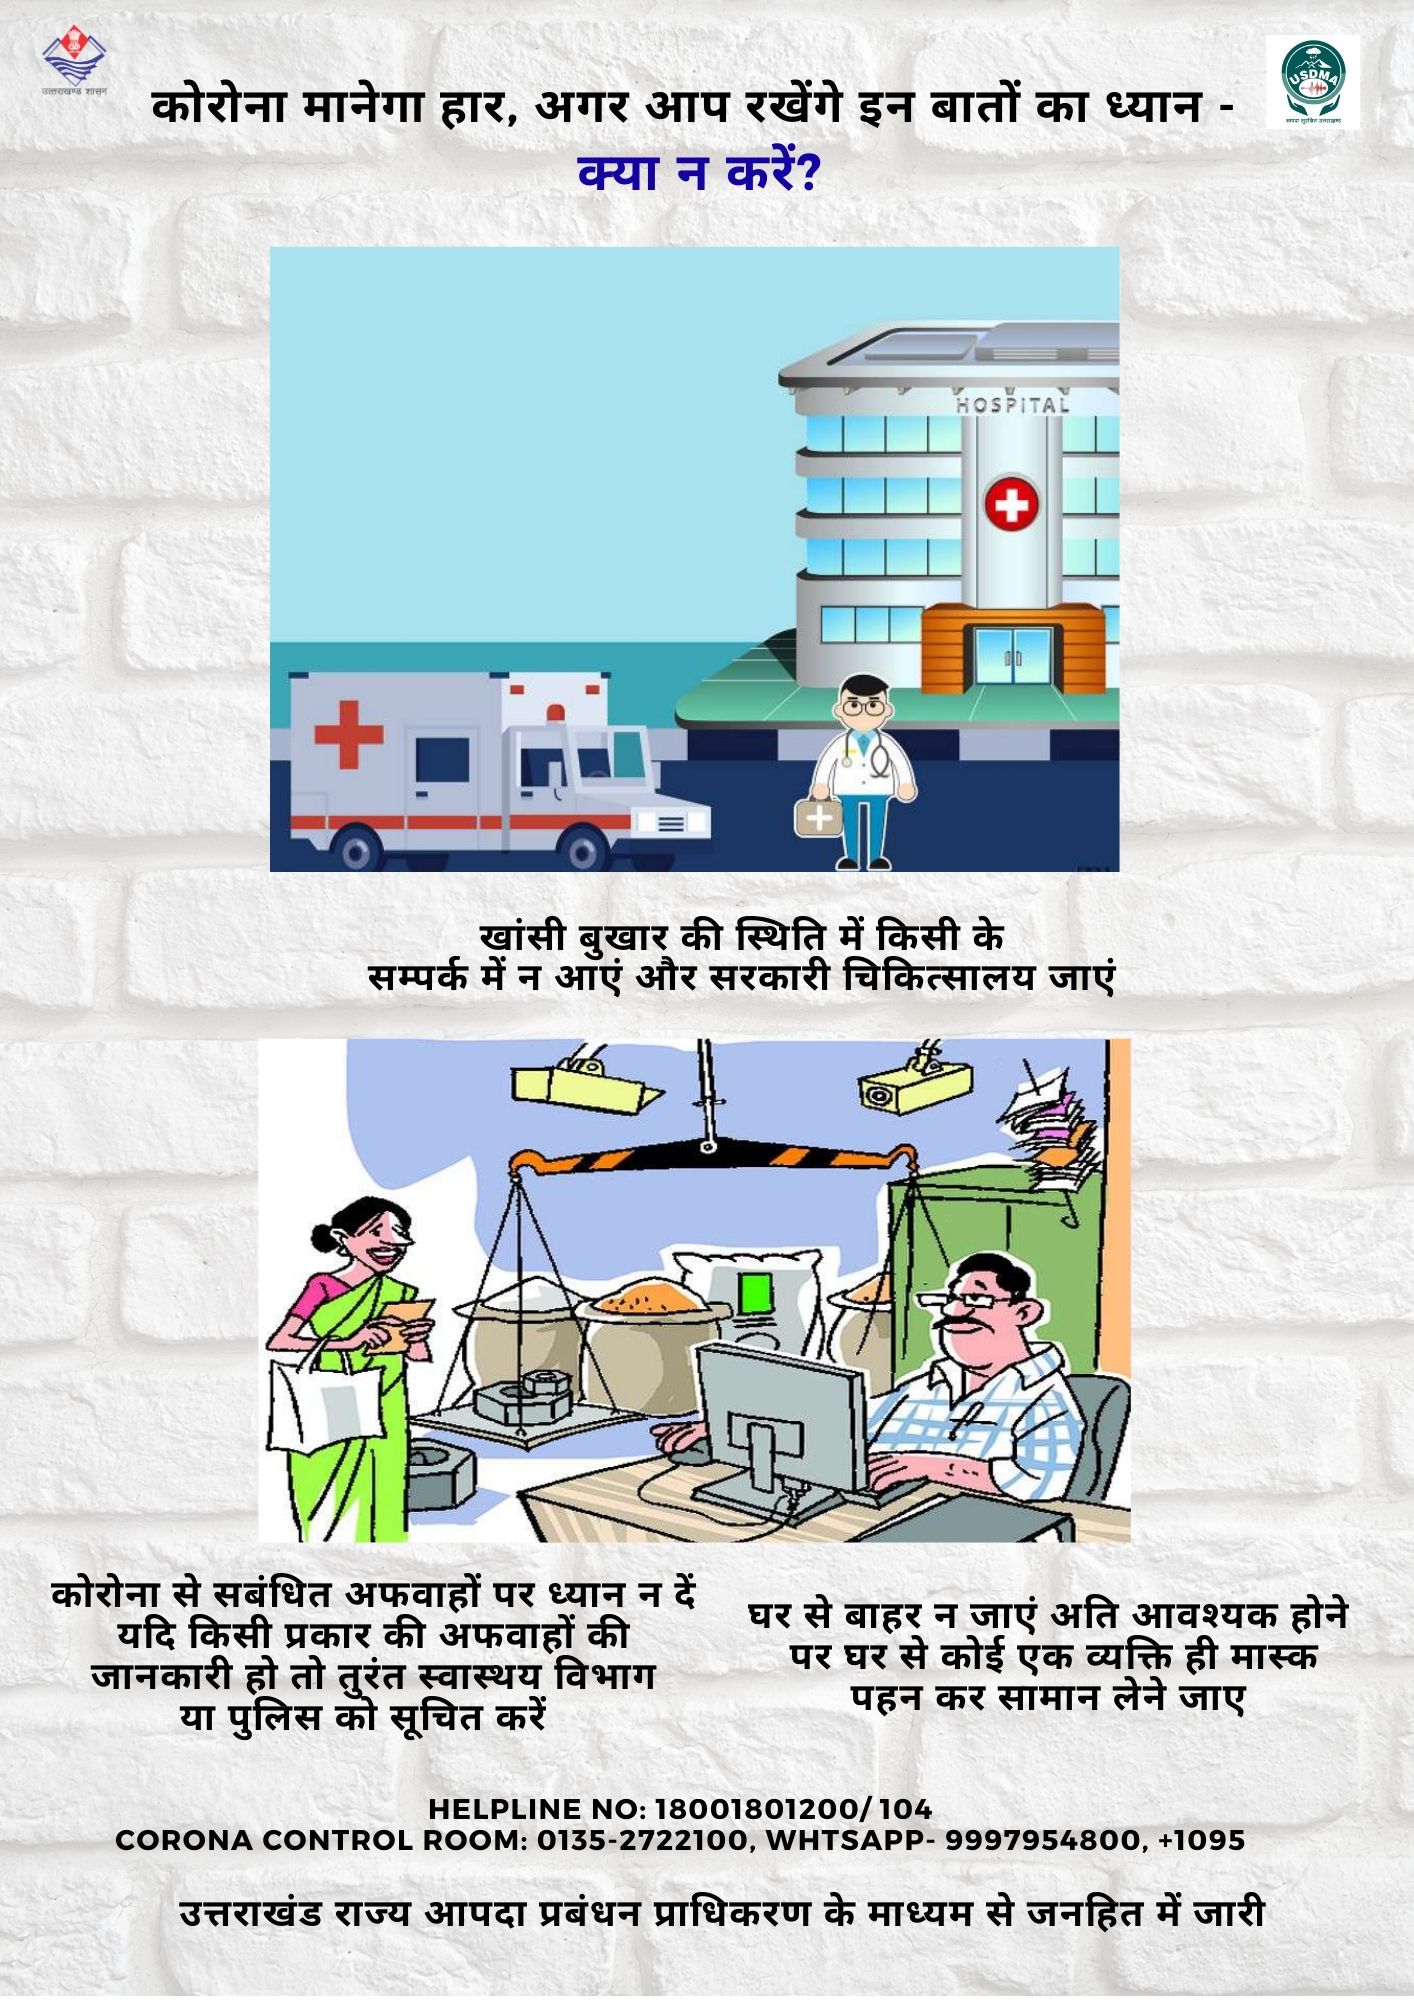 उत्तराखण्ड शासन
USDMA
कोरोना मानेगा हार, अगर आप रखेंगे इन बातों का ध्यान -
क्या न करें?
HOSPITAL
खांसी बुखार की स्थिति में किसी के
सम्पर्क में न आएं और सरकारी चिकित्सालय जाएं
कोरोना से सबंधित अफवाहों पर ध्यान न दें
यदि किसी प्रकार की अफवाहों की
जानकारी हो तो तुरंत स्वास्थय विभाग
या पुलिस को सूचित करें
घर से बाहर न जाएं अति आवश्यक होने
पर घर से कोई एक व्यक्ति ही मास्क
पहन कर सामान लेने जाए
HELPLINE NO: 18001801200/ 104
CORONA CONTROL ROOM: 0135-2722100, WHTSAPP- 9997954800, +1095
उत्तराखंड राज्य आपदा प्रबंधन प्राधिकरण के माध्यम से जनहित में जारी